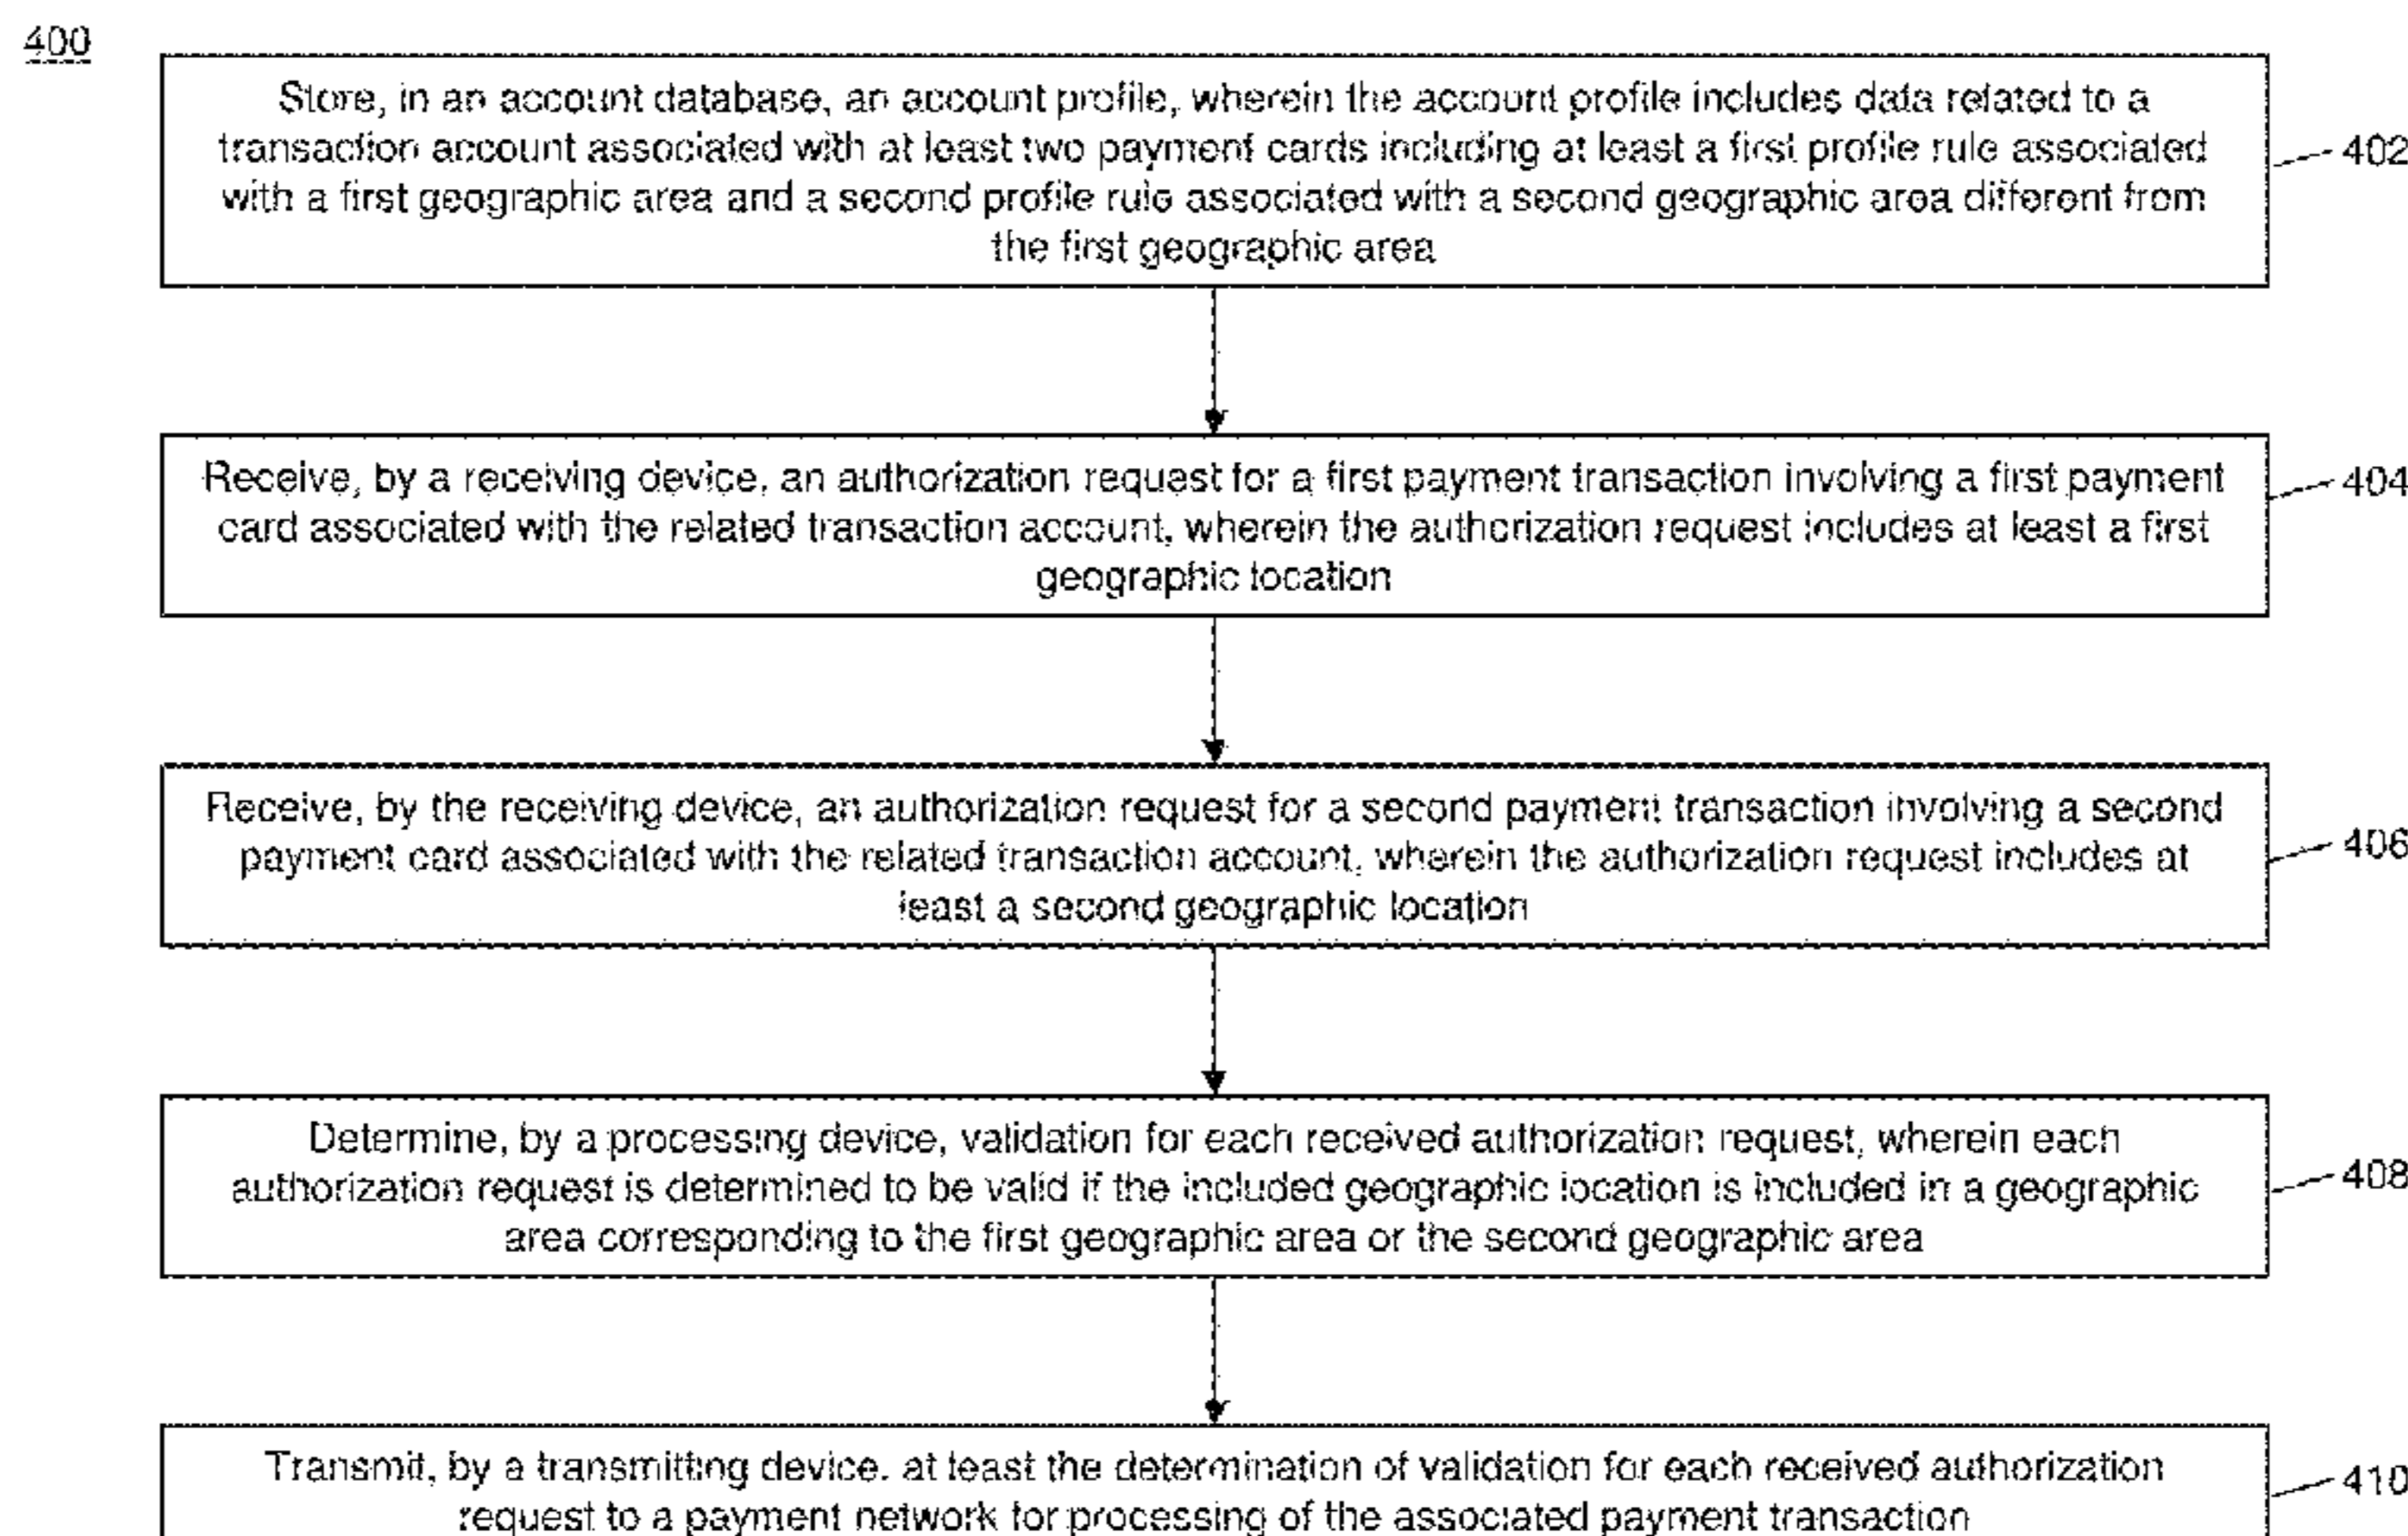 400
Store, in an account database, an account profile, wherein the account profile includes data related to a
transaction account associated with at least two payment cards including at least a first profile rule associated
with a first geographic area and a second profile rule associated with a second geographic area different from
the first geographic area
402
Receive, by a receiving device, an authorization request for a first payment transaction involving a first payment
card associated with the related transaction account, wherein the authorization request includes at least a first
geographic location
404
Receive, by the receiving device, an authorization request for a second payment transaction involving a second
payment card associated with the related transaction account, wherein the authorization request includes at
least a second geographic location
406
Determine, by a processing device, validation for each received authorization request, wherein each
authorization request is determined to be valid if the included geographic location is included in a geographic
area corresponding to the first geographic area or the second geographic area
408
Transmit, by a transmitting device, at least the determination of validation for each received authorization
request to a payment network for processing of the associated payment transaction
410